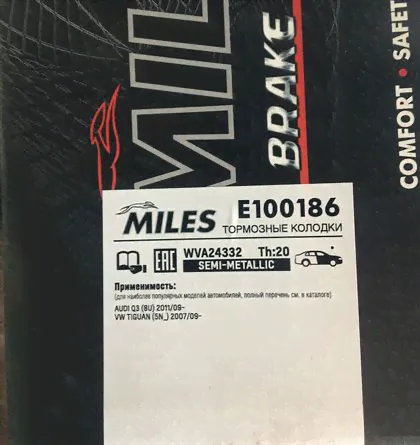 MIL
BRAKE
COMFORT • SAFET
MILES
E100186
ТОРМОЗНЫЕ КОЛОДКИ
EAC
WVA24332 Th:20
SEMI-METALLIC
Применимость:
(для наиболее популярных моделей автомобилей, полный перечень см. в каталоге)
AUDI Q3 (8U) 2011/09-
VW TIGUAN (5N_) 2007/09-